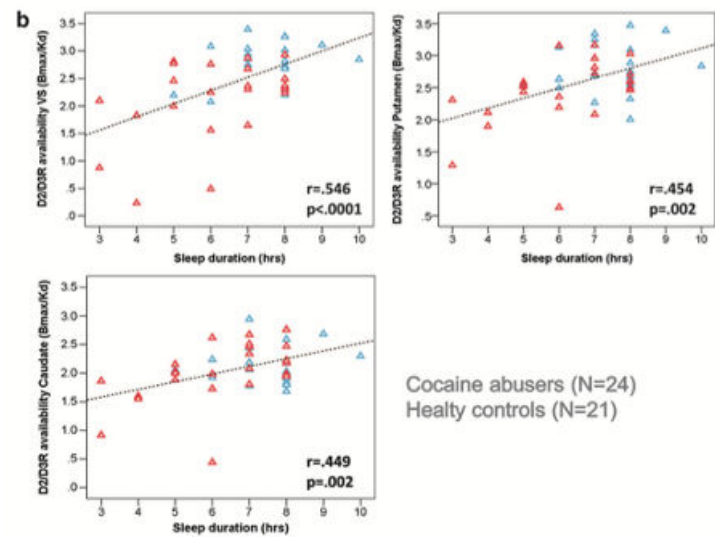 b
D2/D3R availability VS (Bmax/Kd)
3.5
3.0
2.5
2.0
1.5
1.0
.5
.0
r=.546
p<.0001
3 4 5 6 7 8 9 10
Sleep duration (hrs)
D2/D3R availability Putamen (Bmax/Kd)
3.5
3.0
2.5
2.0
1.5
1.0
.5
r=.454
p=.002
3 4 5 6 7 8 9 10
Sleep duration (hrs)
D2/D3R availability Caudate (Bmax/Kd)
3.5
3.0
2.5
2.0
1.5
1.0
.5
.0
r=.449
p=.002
3 4 5 6 7 8 9 10
Sleep duration (hrs)
Cocaine abusers (N=24)
Healty controls (N=21)